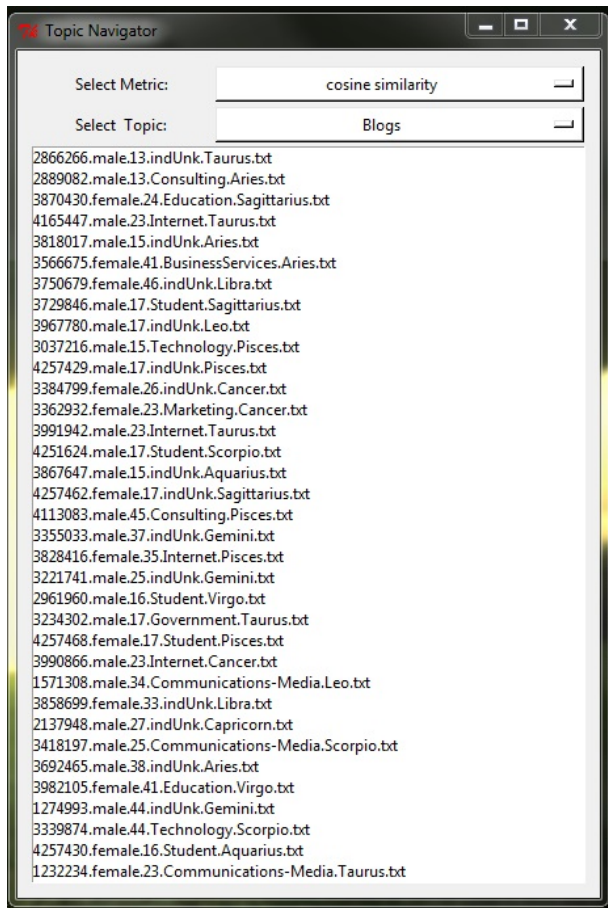 Topic Navigator
Select Metric: cosine similarity
Select Topic: Blogs
2866266.male.13.indUnk.Taurus.txt
2889082.male.13.Consulting.Aries.txt
3870430.female.24.Education.Sagittarius.txt
4165447.male.23.Internet.Taurus.txt
3818017.male.15.indUnk.Aries.txt
3566675.female.41.BusinessServices.Aries.txt
3750679.female.46.indUnk.Libra.txt
3729846.male.17.Student.Sagittarius.txt
3967780.male.17.indUnk.Leo.txt
3037216.male.15.Technology.Pisces.txt
4257429.male.17.indUnk.Pisces.txt
3384799.female.26.indUnk.Cancer.txt
3362932.female.23.Marketing.Cancer.txt
3991942.male.23.Internet.Taurus.txt
4251624.male.17.Student.Scorpio.txt
3867647.male.15.indUnk.Aquarius.txt
4257462.female.17.indUnk.Sagittarius.txt
4113083.male.45.Consulting.Pisces.txt
3355033.male.37.indUnk.Gemini.txt
3828416.female.35.Internet.Pisces.txt
3221741.male.25.indUnk.Gemini.txt
2961960.male.16.Student.Virgo.txt
3234302.male.17.Government.Taurus.txt
4257468.female.17.Student.Pisces.txt
3990866.male.23.Internet.Cancer.txt
1571308.male.34.Communications-Media.Leo.txt
3858699.female.33.indUnk.Libra.txt
2137948.male.27.indUnk.Capricorn.txt
3418197.male.25.Communications-Media.Scorpio.txt
3692465.male.38.indUnk.Aries.txt
3982105.female.41.Education.Virgo.txt
1274993.male.44.indUnk.Gemini.txt
3339874.male.44.Technology.Scorpio.txt
4257430.female.16.Student.Aquarius.txt
1232234.female.23.Communications-Media.Taurus.txt